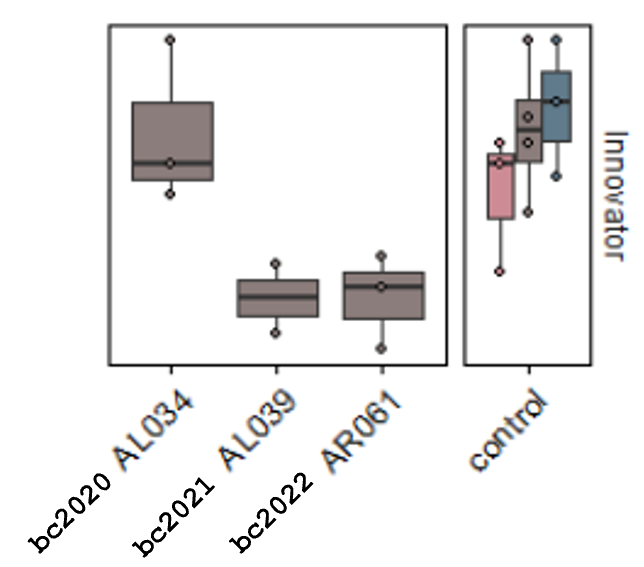 Innovator
AL034
AL039
AR061
control
bc2020
bc2021
bc2022